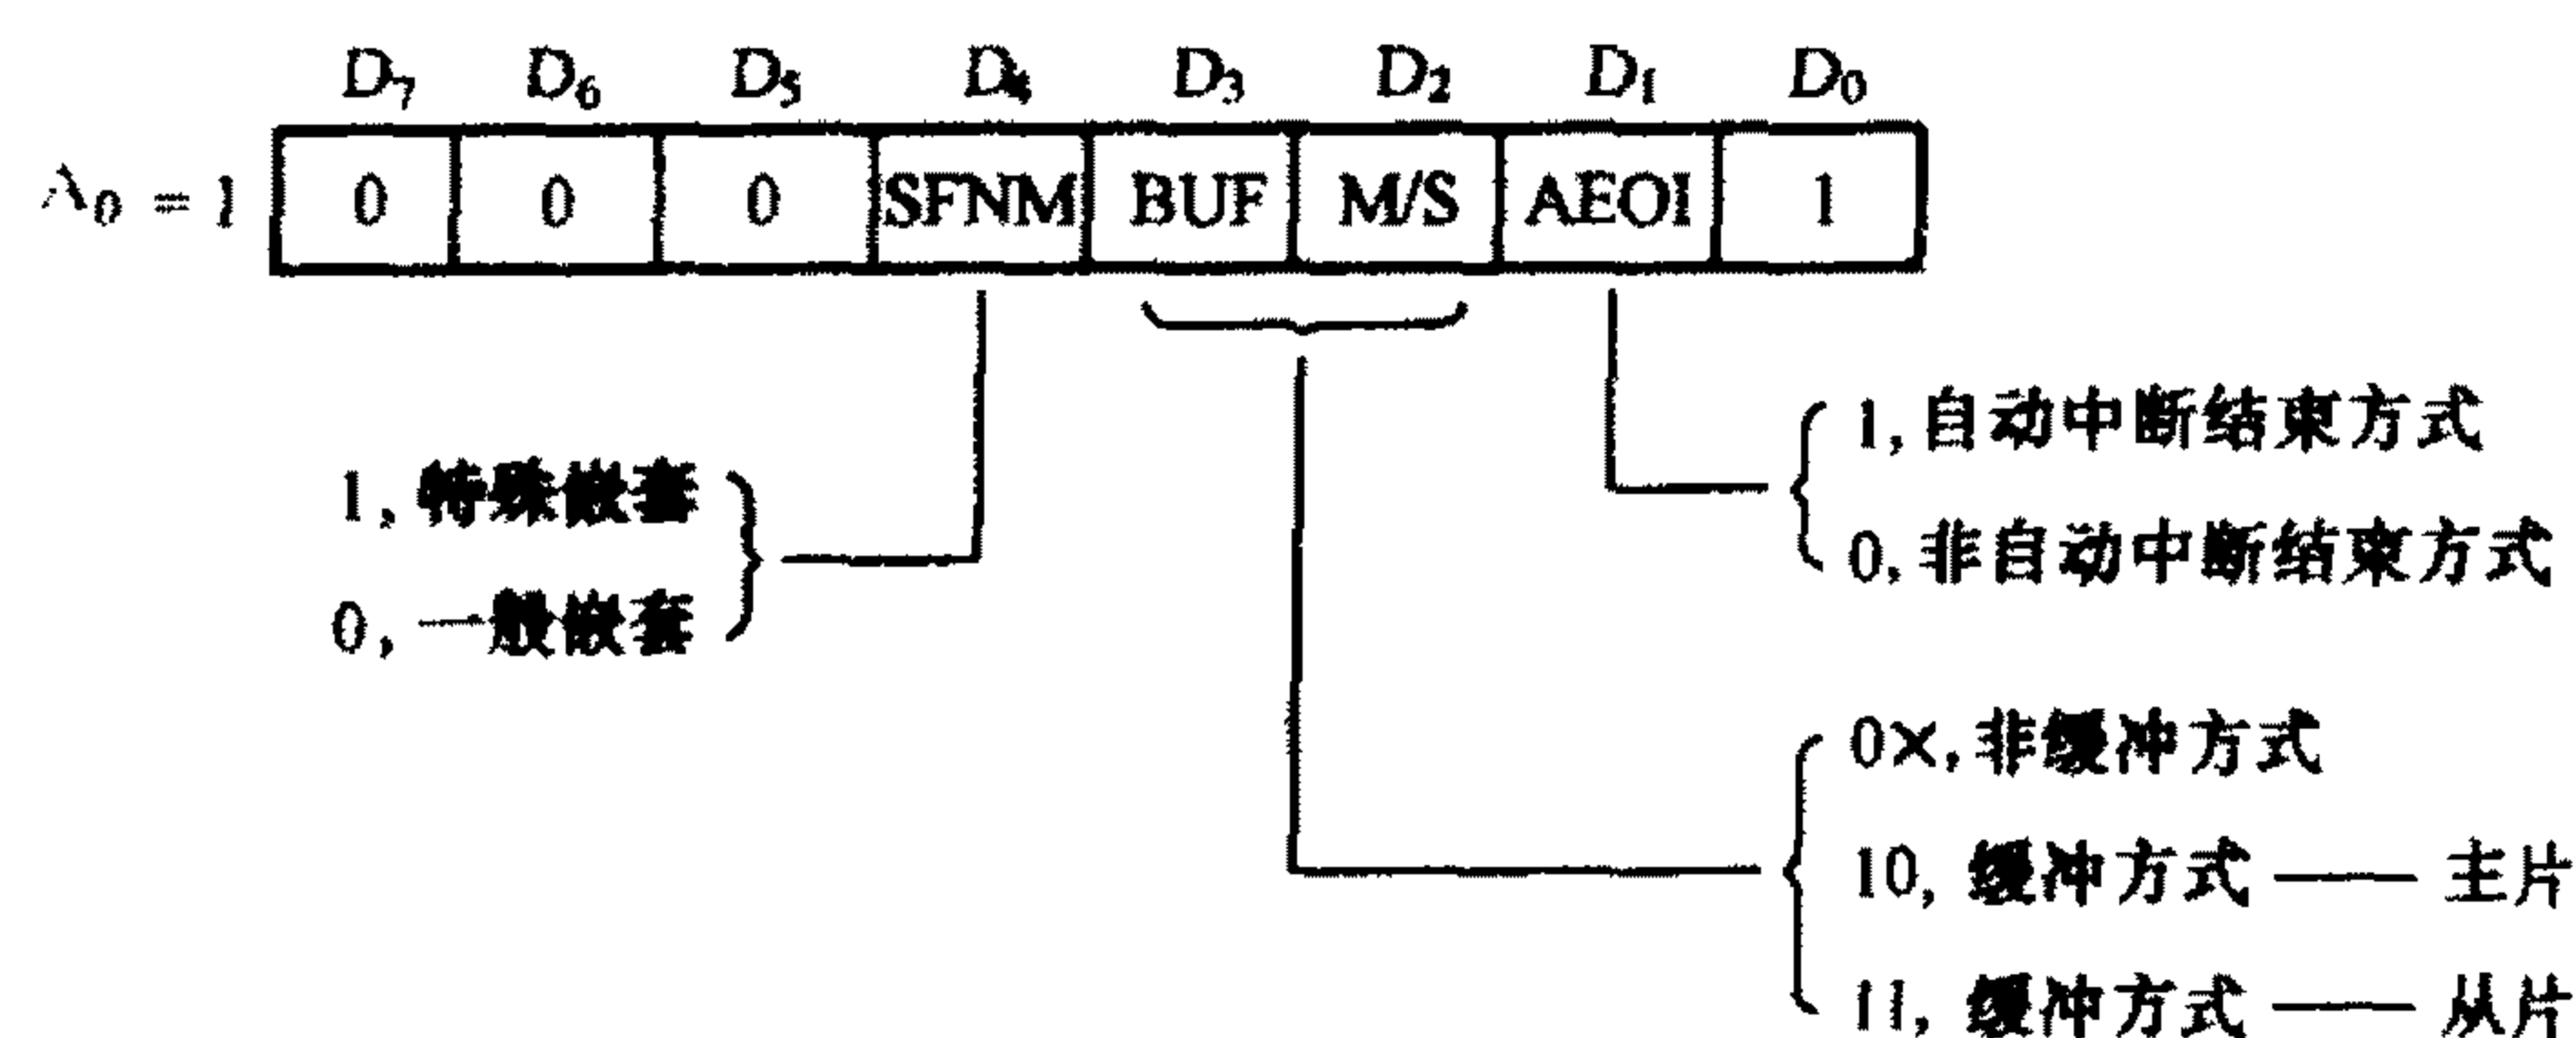 D7 D6 D5 D4 D3 D2 D1 D0
A0 = 1 0 0 0 SFNM BUF M/S AEOI 1
1, 自动中断结束方式
1, 特殊嵌套
0, 非自动中断结束方式
0, 一般嵌套
0×, 非缓冲方式
10, 缓冲方式 —— 主片
11, 缓冲方式 —— 从片